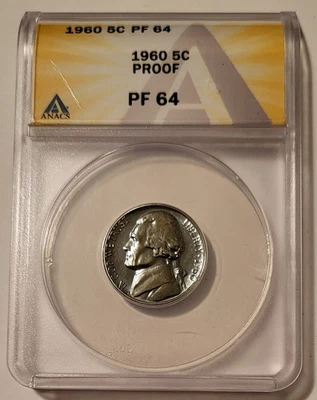 1960 5C PF 64
1960 5C
PROOF
PF 64
ANACS
IN GOD WE TRUST
LIBERTY 1960